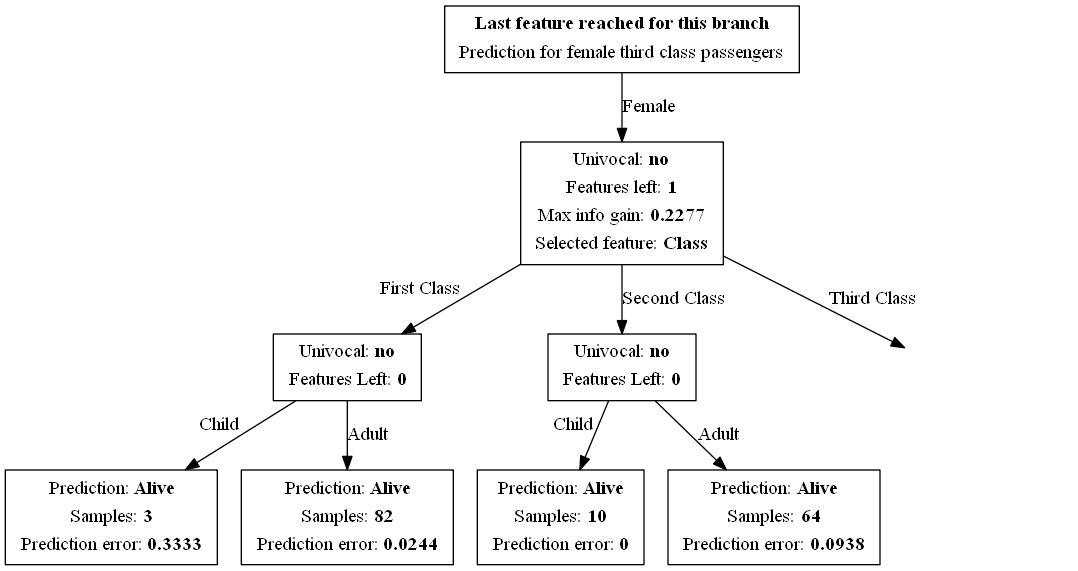 Last feature reached for this branch
Prediction for female third class passengers
Female
Univocal: no
Features left: 1
Max info gain: 0.2277
Selected feature: Class
First Class
Second Class
Third Class
Univocal: no
Features Left: 0
Univocal: no
Features Left: 0
Child
Adult
Child
Adult
Prediction: Alive
Samples: 3
Prediction error: 0.3333
Prediction: Alive
Samples: 82
Prediction error: 0.0244
Prediction: Alive
Samples: 10
Prediction error: 0
Prediction: Alive
Samples: 64
Prediction error: 0.0938